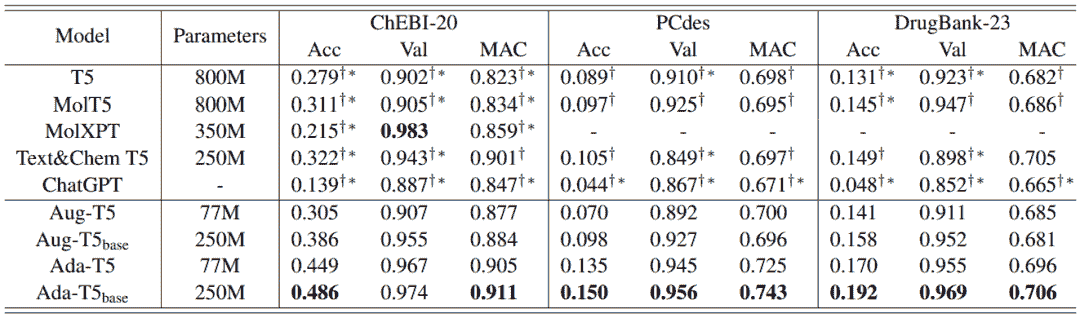 Model Parameters ChEBI-20 PCdes DrugBank-23
Acc Val MAC Acc Val MAC Acc Val MAC
T5 800M 0.279†* 0.902†* 0.823†* 0.089† 0.910†* 0.698† 0.131†* 0.923†* 0.682†
MolT5 800M 0.311†* 0.905†* 0.834†* 0.097† 0.925† 0.695† 0.145†* 0.947† 0.686†
MolXPT 350M 0.215†* 0.983 0.859†* - - - - - -
Text&Chem T5 250M 0.322†* 0.943†* 0.901† 0.105† 0.849†* 0.697† 0.149† 0.898†* 0.705
ChatGPT - 0.139†* 0.887†* 0.847†* 0.044†* 0.867†* 0.671†* 0.048†* 0.852†* 0.665†*
Aug-T5 77M 0.305 0.907 0.877 0.070 0.892 0.700 0.141 0.911 0.685
Aug-T5base 250M 0.386 0.955 0.884 0.098 0.927 0.696 0.158 0.952 0.681
Ada-T5 77M 0.449 0.967 0.905 0.135 0.945 0.725 0.170 0.955 0.696
Ada-T5base 250M 0.486 0.974 0.911 0.150 0.956 0.743 0.192 0.969 0.706